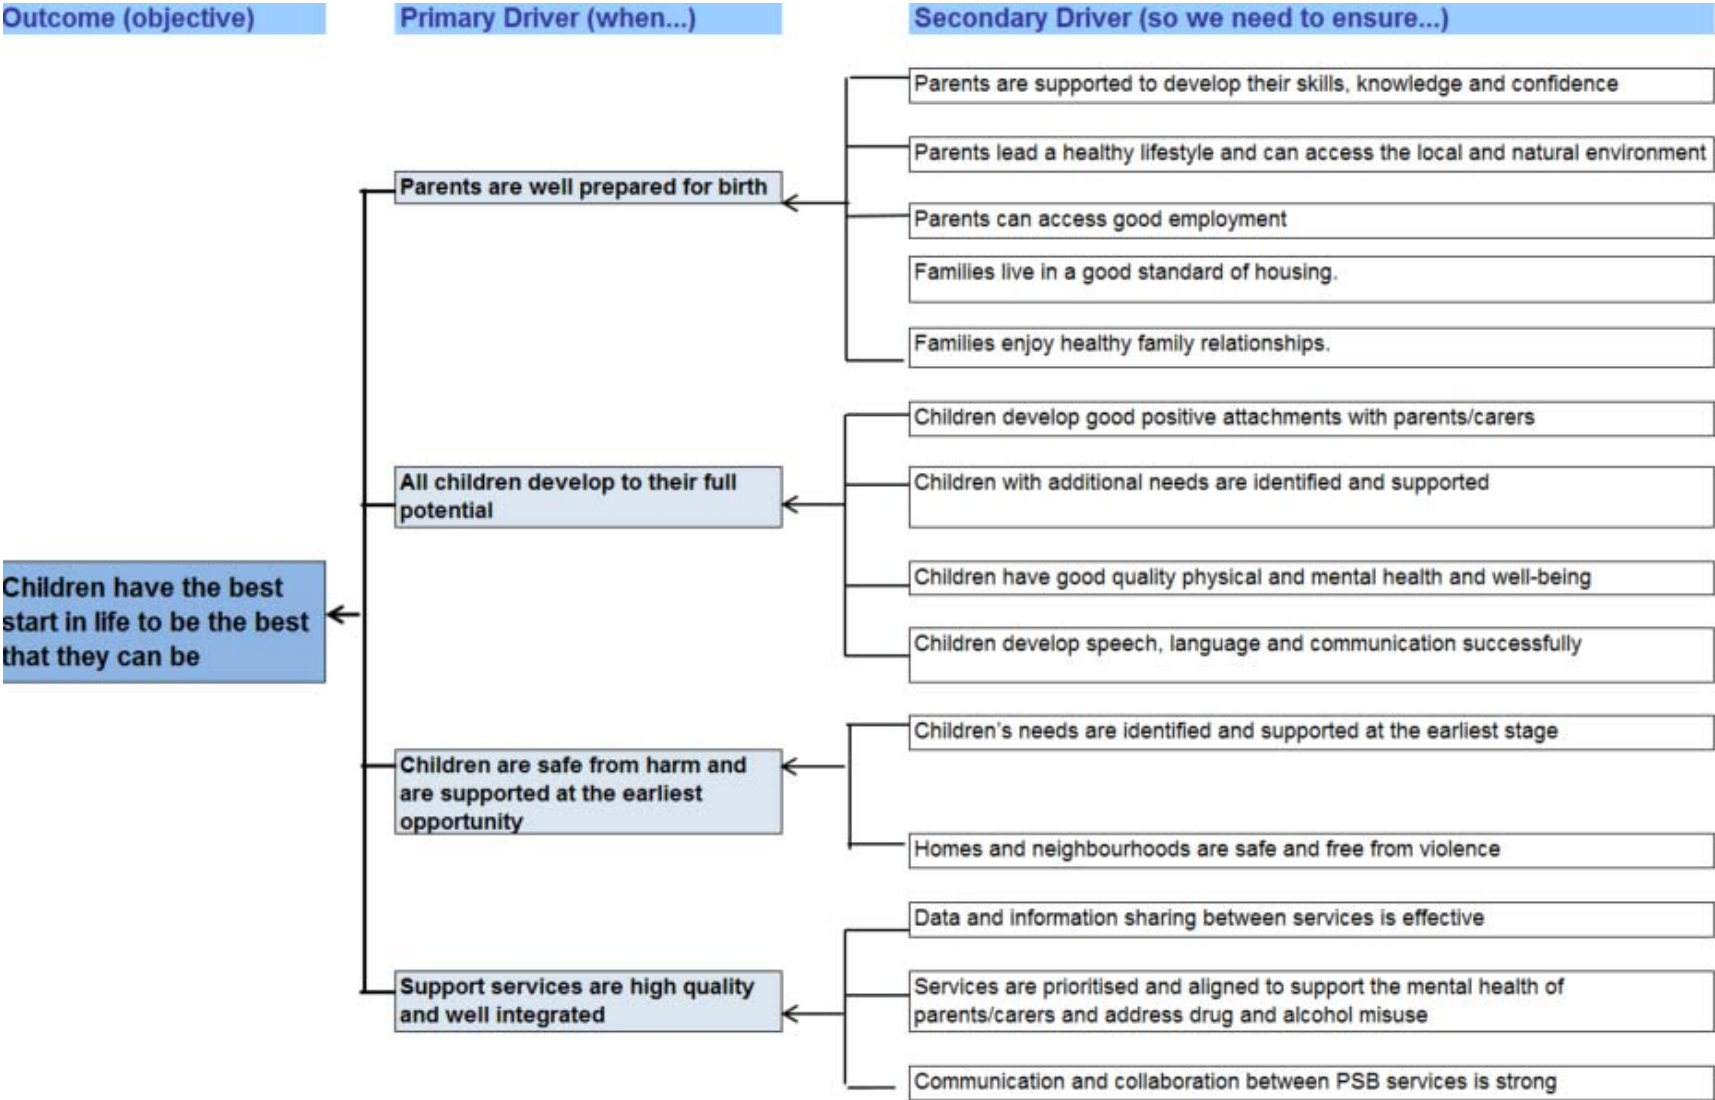 Outcome (objective)
Primary Driver (when...)
Secondary Driver (so we need to ensure...)
Children have the best
start in life to be the best
that they can be
Parents are well prepared for birth
Parents are supported to develop their skills, knowledge and confidence
Parents lead a healthy lifestyle and can access the local and natural environment
Parents can access good employment
Families live in a good standard of housing.
Families enjoy healthy family relationships.
All children develop to their full
potential
Children develop good positive attachments with parents/carers
Children with additional needs are identified and supported
Children have good quality physical and mental health and well-being
Children develop speech, language and communication successfully
Children are safe from harm and
are supported at the earliest
opportunity
Children's needs are identified and supported at the earliest stage
Homes and neighbourhoods are safe and free from violence
Support services are high quality
and well integrated
Data and information sharing between services is effective
Services are prioritised and aligned to support the mental health of
parents/carers and address drug and alcohol misuse
Communication and collaboration between PSB services is strong